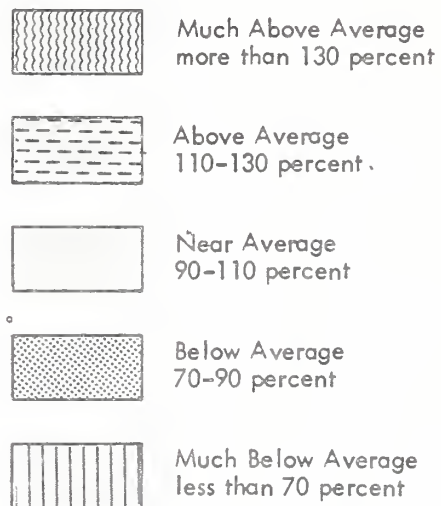 Much Above Average
more than 130 percent
Above Average
110-130 percent.
Near Average
90-110 percent
Below Average
70-90 percent
Much Below Average
less than 70 percent